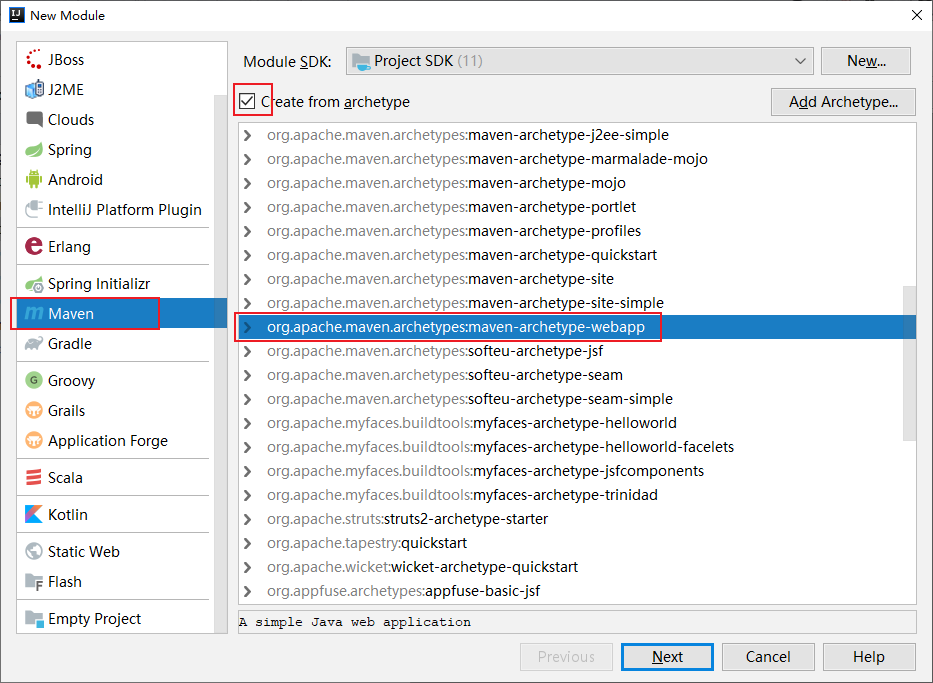 New Module
JBoss
J2ME
Clouds
Spring
Android
IntelliJ Platform Plugin
Erlang
Spring Initializr
Maven
Gradle
Groovy
Grails
Application Forge
Scala
Kotlin
Static Web
Flash
Empty Project
Module SDK: Project SDK (11) New...
Create from archetype Add Archetype...
org.apache.maven.archetypes:maven-archetype-j2ee-simple
org.apache.maven.archetypes:maven-archetype-marmalade-mojo
org.apache.maven.archetypes:maven-archetype-mojo
org.apache.maven.archetypes:maven-archetype-portlet
org.apache.maven.archetypes:maven-archetype-profiles
org.apache.maven.archetypes:maven-archetype-quickstart
org.apache.maven.archetypes:maven-archetype-site
org.apache.maven.archetypes:maven-archetype-site-simple
org.apache.maven.archetypes:maven-archetype-webapp
org.apache.maven.archetypes:softeu-archetype-jsf
org.apache.maven.archetypes:softeu-archetype-seam
org.apache.maven.archetypes:softeu-archetype-seam-simple
org.apache.myfaces.buildtools:myfaces-archetype-helloworld
org.apache.myfaces.buildtools:myfaces-archetype-helloworld-facelets
org.apache.myfaces.buildtools:myfaces-archetype-jsfcomponents
org.apache.myfaces.buildtools:myfaces-archetype-trinidad
org.apache.struts:struts2-archetype-starter
org.apache.tapestry:quickstart
org.apache.wicket:wicket-archetype-quickstart
org.appfuse.archetypes:appfuse-basic-jsf
A simple Java web application
Previous Next Cancel Help